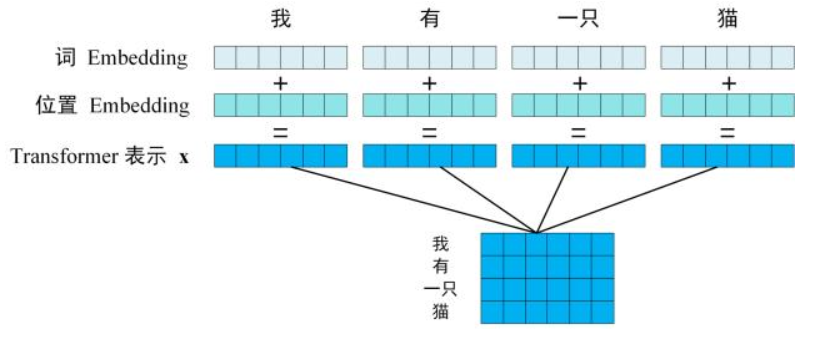 我 有 一只 猫
词 Embedding
+ + + +
位置 Embedding
= = = =
Transformer 表示 x
我
有
一只
猫